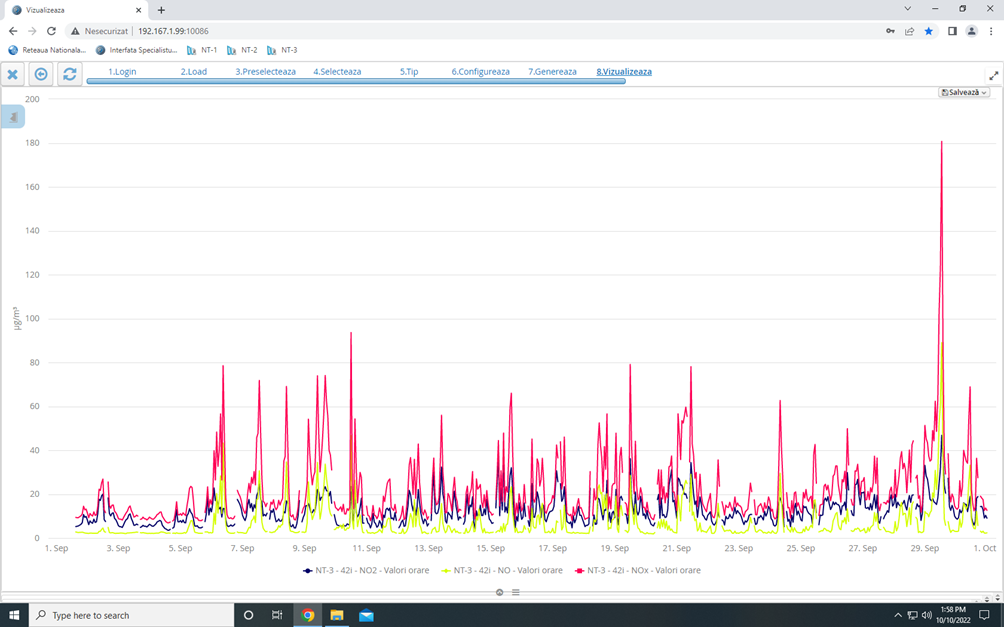 Vizualizeaza
Nesecurizat | 192.167.1.99:10086
Reteaua Nationala... Interfata Specialistu... NT-1 NT-2 NT-3
1.Login 2.Load 3.Preselecteaza 4.Selecteaza 5.Tip 6.Configureaza 7.Genereaza 8.Vizualizeaza
Salvează
200
180
160
140
120
100
80
60
40
20
0
µg/m³
1.Sep 3.Sep 5.Sep 7.Sep 9.Sep 11.Sep 13.Sep 15.Sep 17.Sep 19.Sep 21.Sep 23.Sep 25.Sep 27.Sep 29.Sep 1. Oct
NT-3 - 42i - NO2 - Valori orare NT-3 - 42i - NO - Valori orare NT-3 - 42i - NOx - Valori orare
Type here to search
1:58 PM
10/10/2022